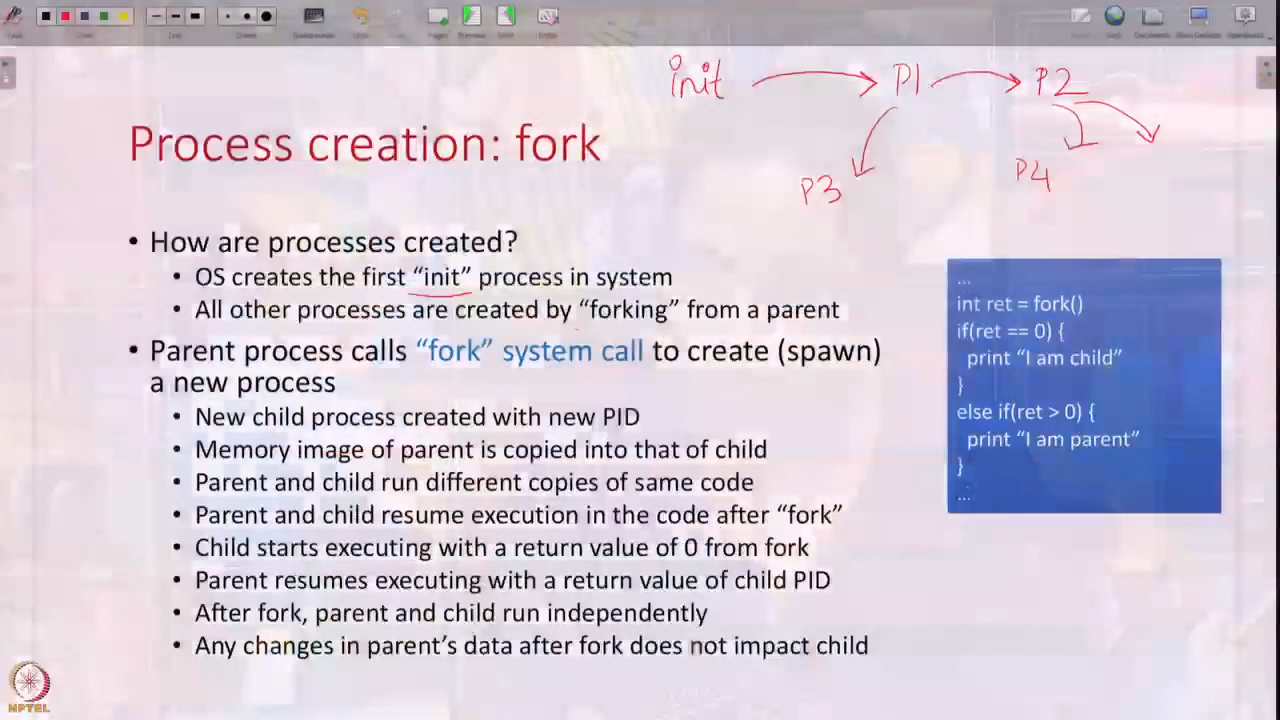 init P1 P2
P3 P4
Process creation: fork
• How are processes created?
• OS creates the first “init” process in system
• All other processes are created by “forking” from a parent
• Parent process calls “fork” system call to create (spawn)
a new process
• New child process created with new PID
• Memory image of parent is copied into that of child
• Parent and child run different copies of same code
• Parent and child resume execution in the code after “fork”
• Child starts executing with a return value of 0 from fork
• Parent resumes executing with a return value of child PID
• After fork, parent and child run independently
• Any changes in parent’s data after fork does not impact child
...
int ret = fork()
if(ret == 0) {
print “I am child”
}
else if(ret > 0) {
print “I am parent”
}
...
NPTEL